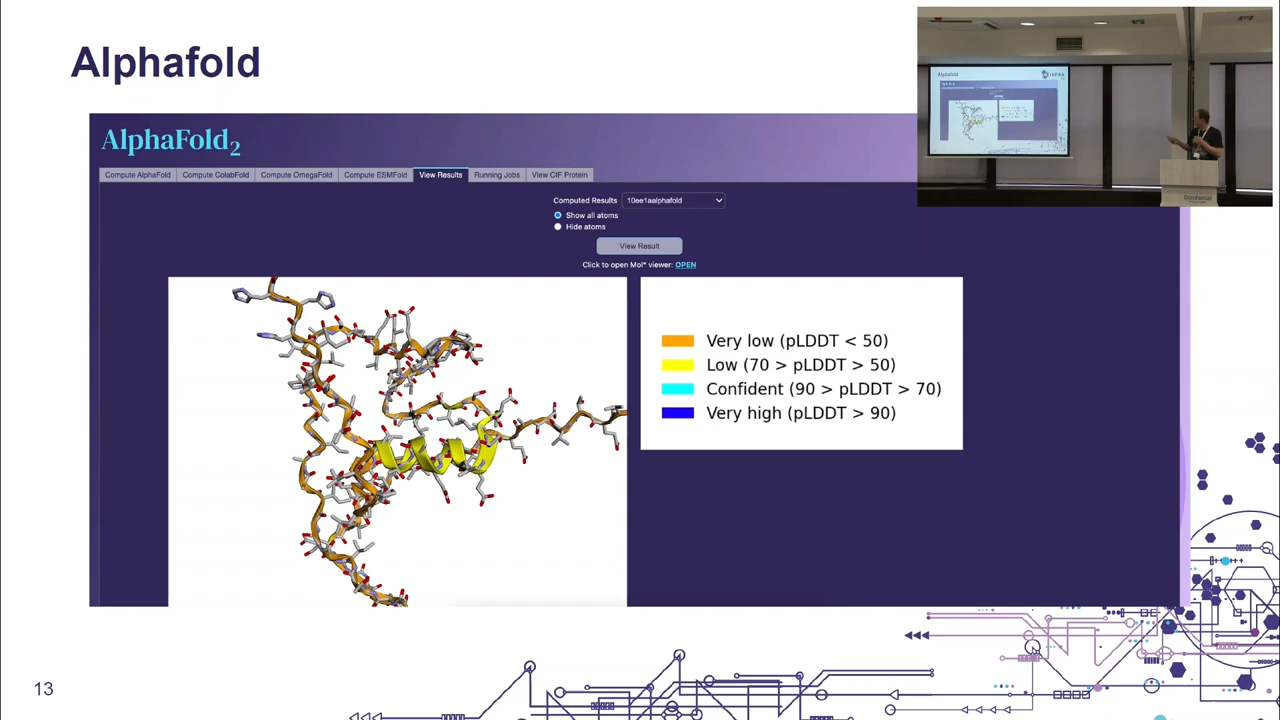 Alphafold
AlphaFold2
Compute AlphaFold Compute ColabFold Compute OmegaFold Compute ESMFold View Results Running Jobs View CIF Protein
Computed Results 10ee1aalphafold
Show all atoms
Hide atoms
View Result
Click to open Mol* viewer: OPEN
Very low (pLDDT < 50)
Low (70 > pLDDT > 50)
Confident (90 > pLDDT > 70)
Very high (pLDDT > 90)
13
Alphafold